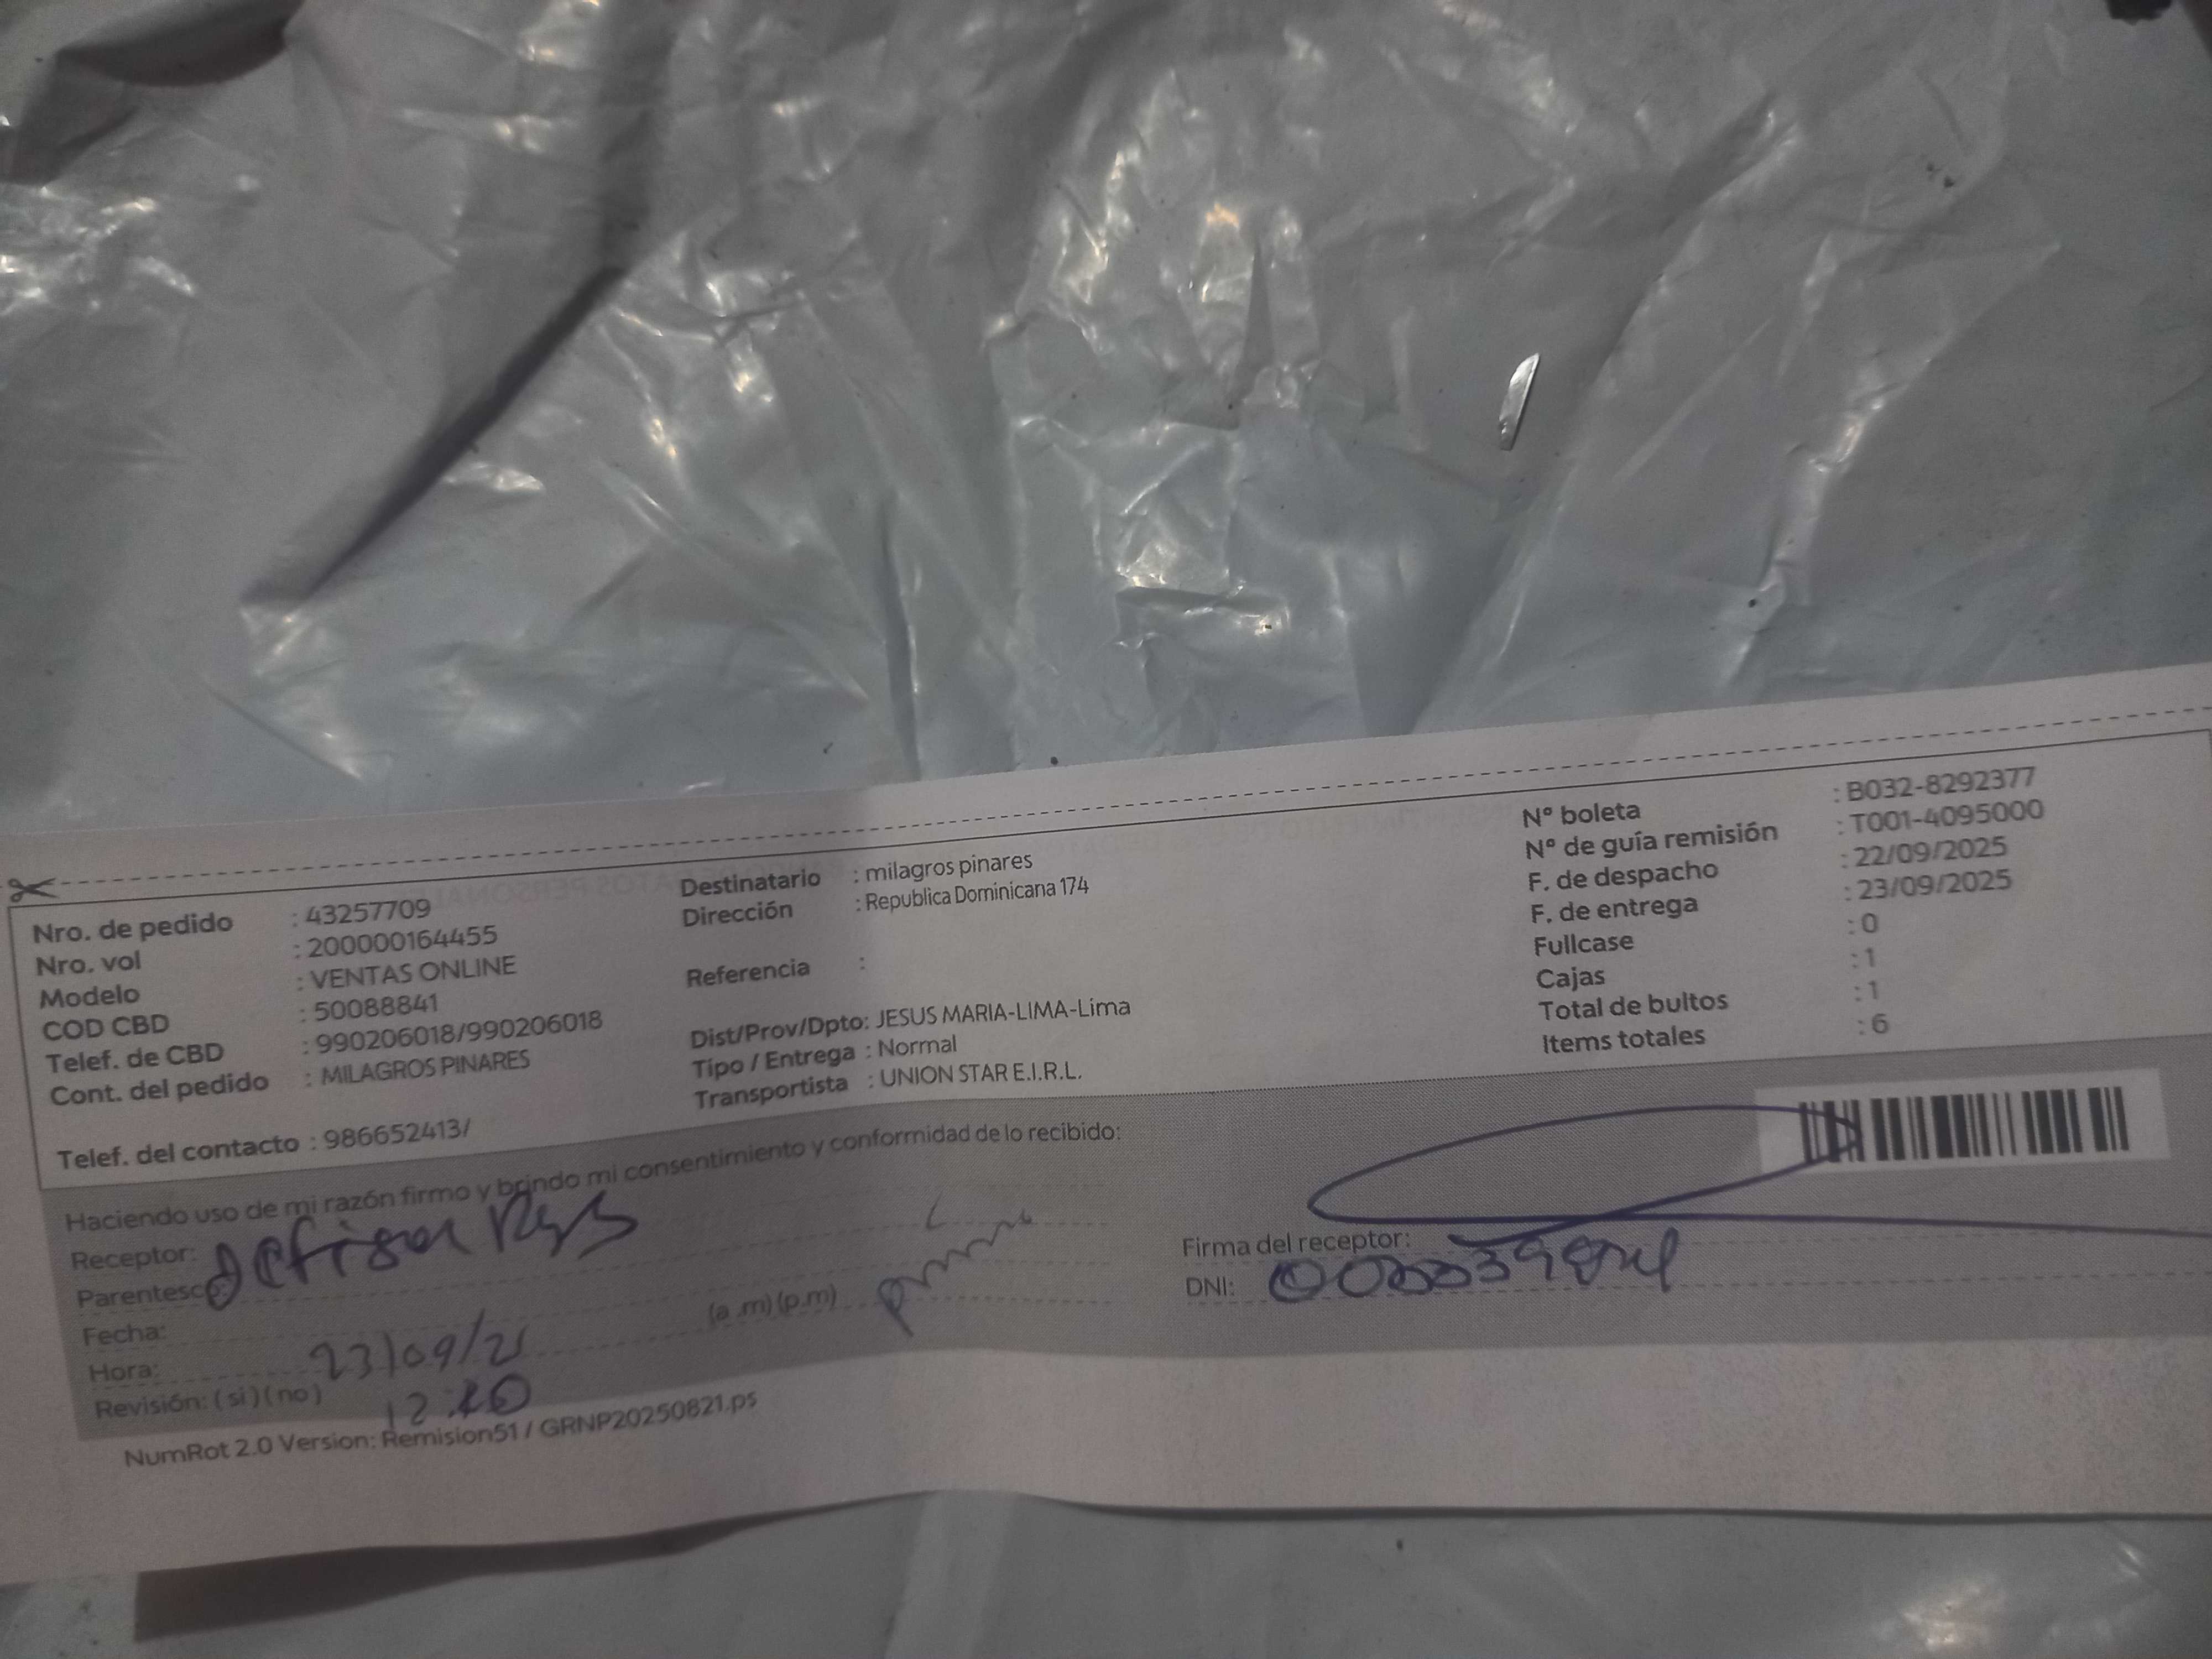 Nro. de pedido : 43257709
Nro. vol : 200000164455
Modelo : VENTAS ONLINE
COD CBD : 50088841
Telef. de CBD : 990206018/990206018
Cont. del pedido : MILAGROS PINARES
Telef. del contacto : 986652413/
Destinatario : milagros pinares
Dirección : Republica Dominicana 174
Referencia :
Dist/Prov/Dpto: JESUS MARIA-LIMA-Lima
Tipo / Entrega : Normal
Transportista : UNION STAR E.I.R.L.
N° boleta : B032-8292377
N° de guía remisión : T001-4095000
F. de despacho : 22/09/2025
F. de entrega : 23/09/2025
Fullcase : 0
Cajas : 1
Total de bultos : 1
Items totales : 6
Haciendo uso de mi razón firmo y brindo mi consentimiento y conformidad de lo recibido:
Receptor:
Parentesco:
Fecha:
23/09/25
Hora: (a .m) (p.m)
Revisión: ( si ) ( no )
Firma del receptor:
DNI:
NumRot 2.0 Version: Remision51 / GRNP20250821.ps